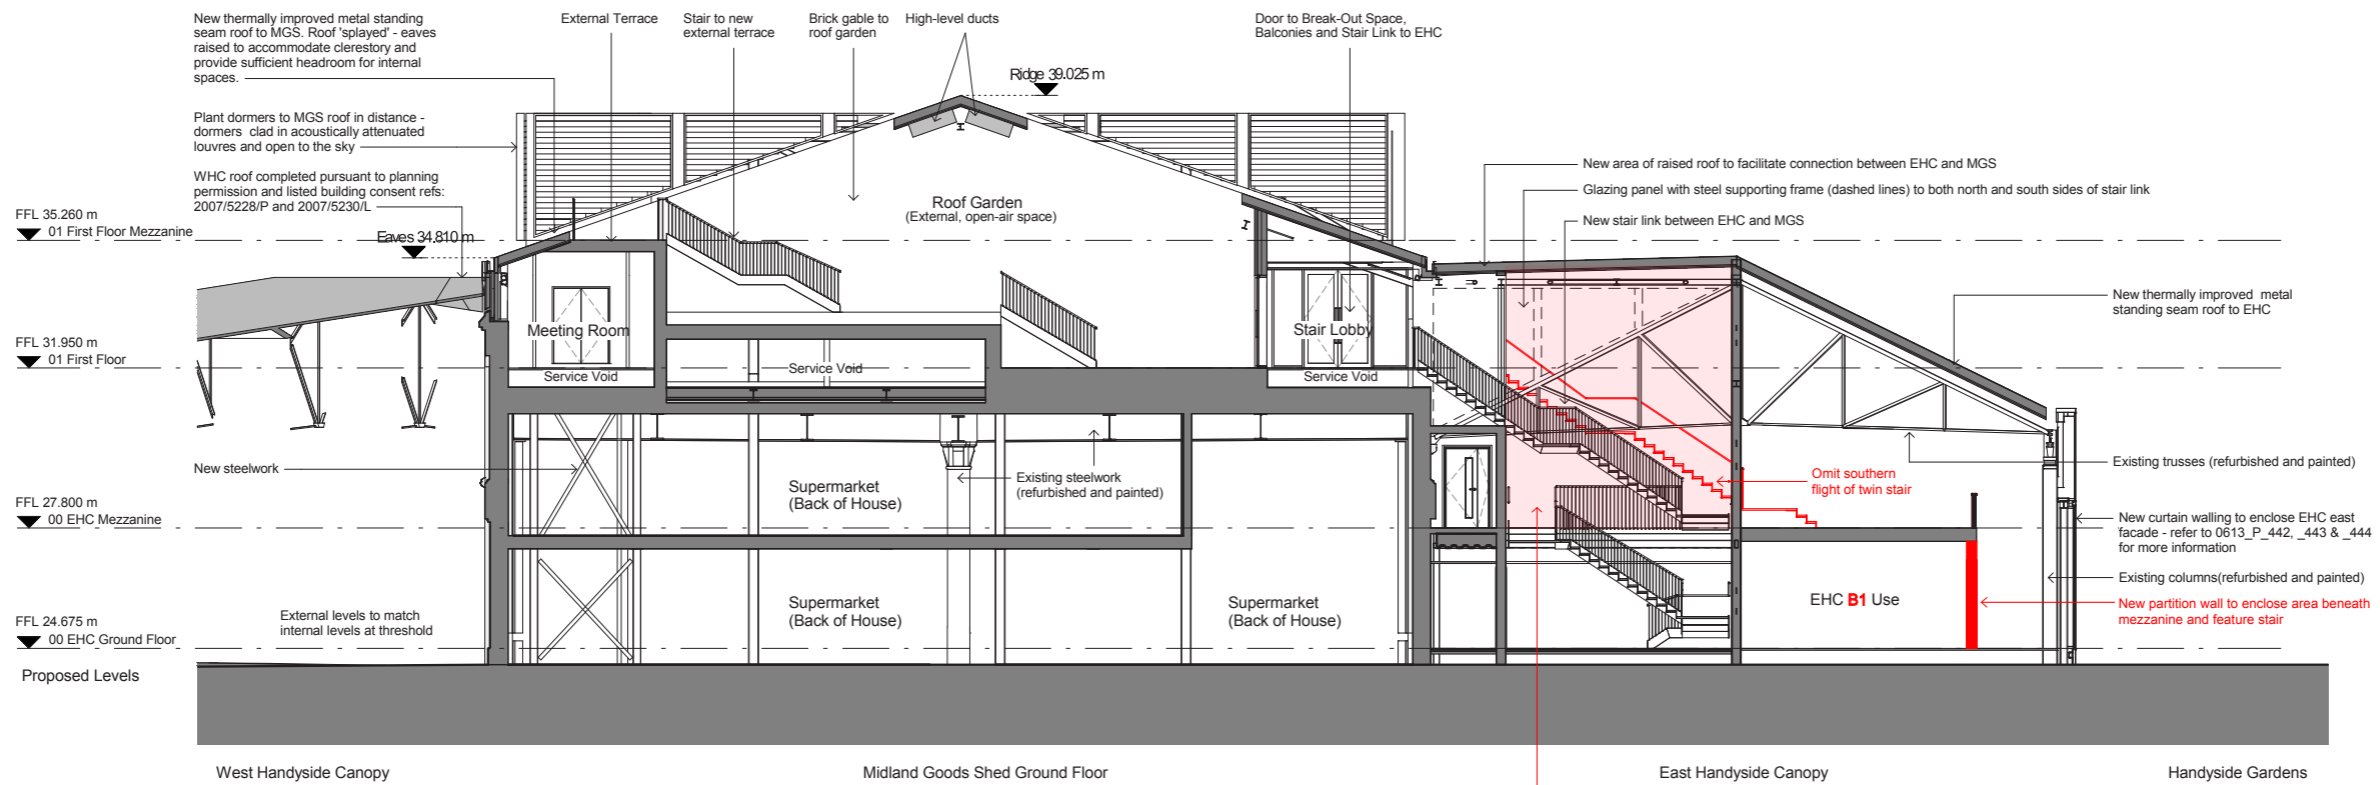 New thermally improved metal standing
seam roof to MGS. Roof 'splayed' - eaves
raised to accommodate clerestory and
provide sufficient headroom for internal
spaces.
External Terrace
Stair to new
external terrace
Brick gable to
roof garden
High-level ducts
Door to Break-Out Space,
Balconies and Stair Link to EHC
Ridge 39.025 m
Plant dormers to MGS roof in distance -
dormers clad in acoustically attenuated
louvres and open to the sky
WHC roof completed pursuant to planning
permission and listed building consent refs:
2007/5228/P and 2007/5230/L
New area of raised roof to facilitate connection between EHC and MGS
Glazing panel with steel supporting frame (dashed lines) to both north and south sides of stair link
New stair link between EHC and MGS
Roof Garden
(External, open-air space)
FFL 35.260 m
01 First Floor Mezzanine
Eaves 34.810 m
New thermally improved metal
standing seam roof to EHC
Meeting Room
Stair Lobby
FFL 31.950 m
01 First Floor
Service Void
Service Void
Service Void
New steelwork
Existing steelwork
(refurbished and painted)
Existing trusses (refurbished and painted)
Omit southern
flight of twin stair
Supermarket
(Back of House)
FFL 27.800 m
00 EHC Mezzanine
New curtain walling to enclose EHC east
facade - refer to 0613_P_442, _443 & _444
for more information
Existing columns(refurbished and painted)
New partition wall to enclose area beneath
mezzanine and feature stair
EHC B1 Use
Supermarket
(Back of House)
Supermarket
(Back of House)
External levels to match
internal levels at threshold
FFL 24.675 m
00 EHC Ground Floor
Proposed Levels
West Handyside Canopy
Midland Goods Shed Ground Floor
East Handyside Canopy
Handyside Gardens